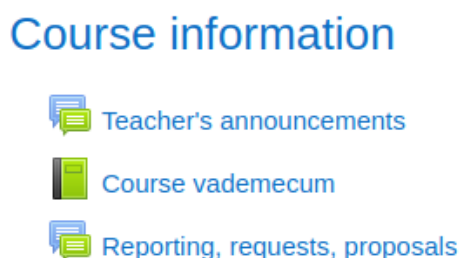 Course information
Teacher's announcements
Course vademecum
Reporting, requests, proposals